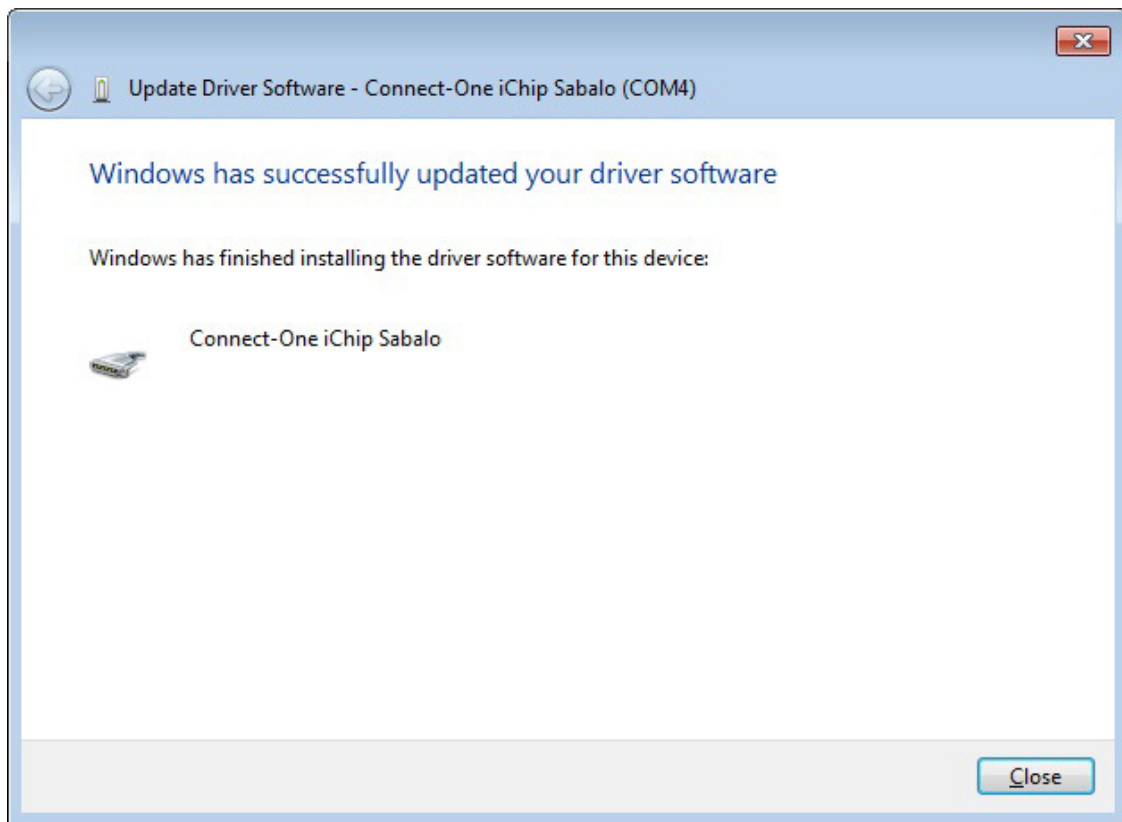 Update Driver Software - Connect-One iChip Sabalo (COM4)
Windows has successfully updated your driver software
Windows has finished installing the driver software for this device:
Connect-One iChip Sabalo
Close